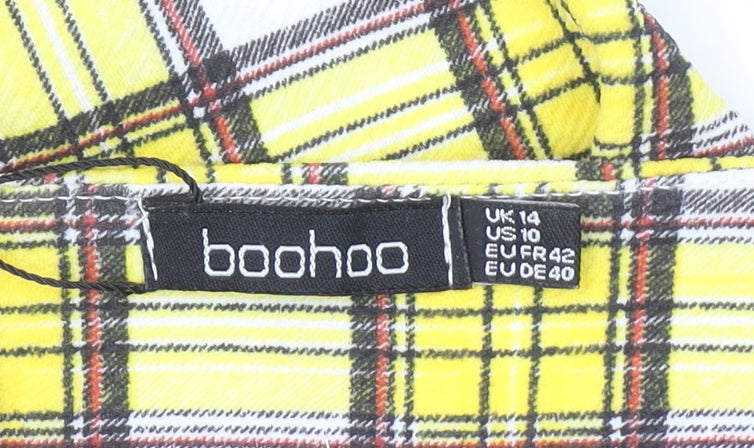 boohoo
UK 14
US 10
EU FR 42
EU DE 40